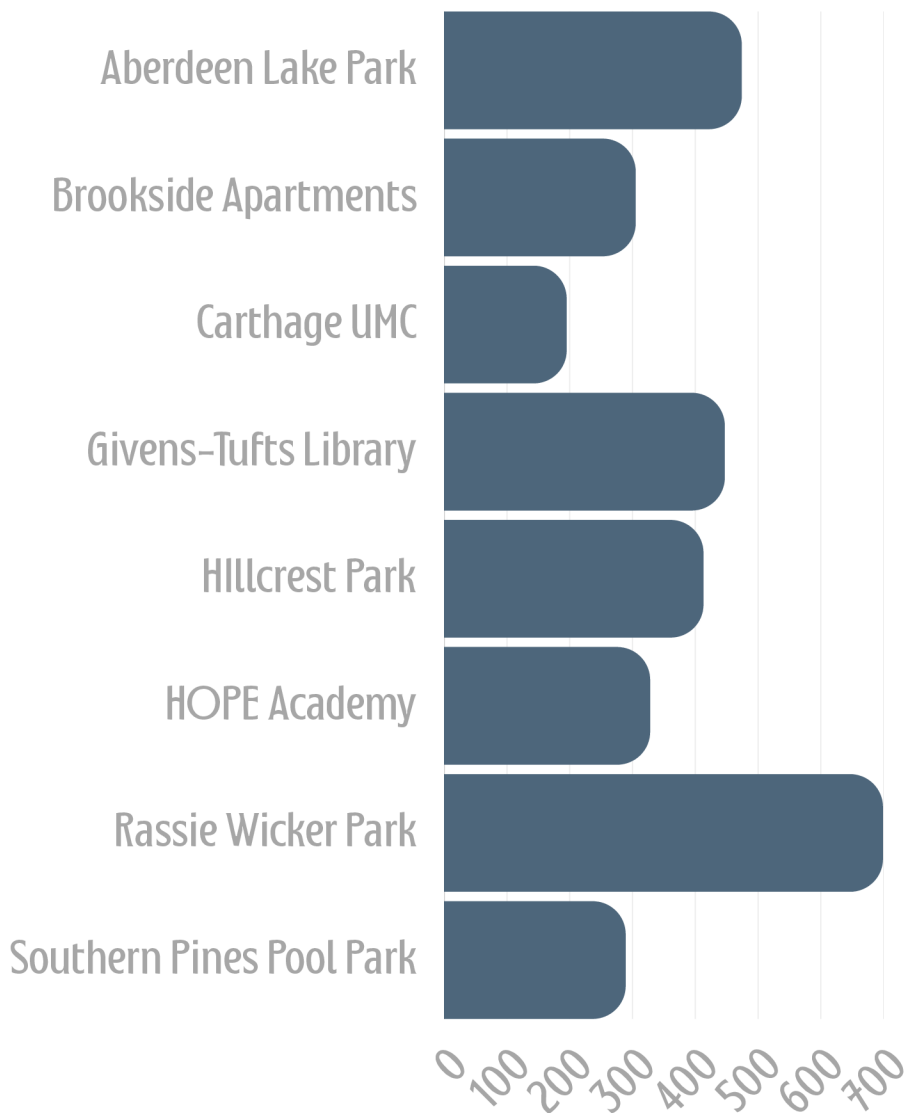 Aberdeen Lake Park
Brookside Apartments
Carthage UMC
Givens-Tufts Library
HIllcrest Park
HOPE Academy
Rassie Wicker Park
Southern Pines Pool Park
0 100 200 300 400 500 600 700